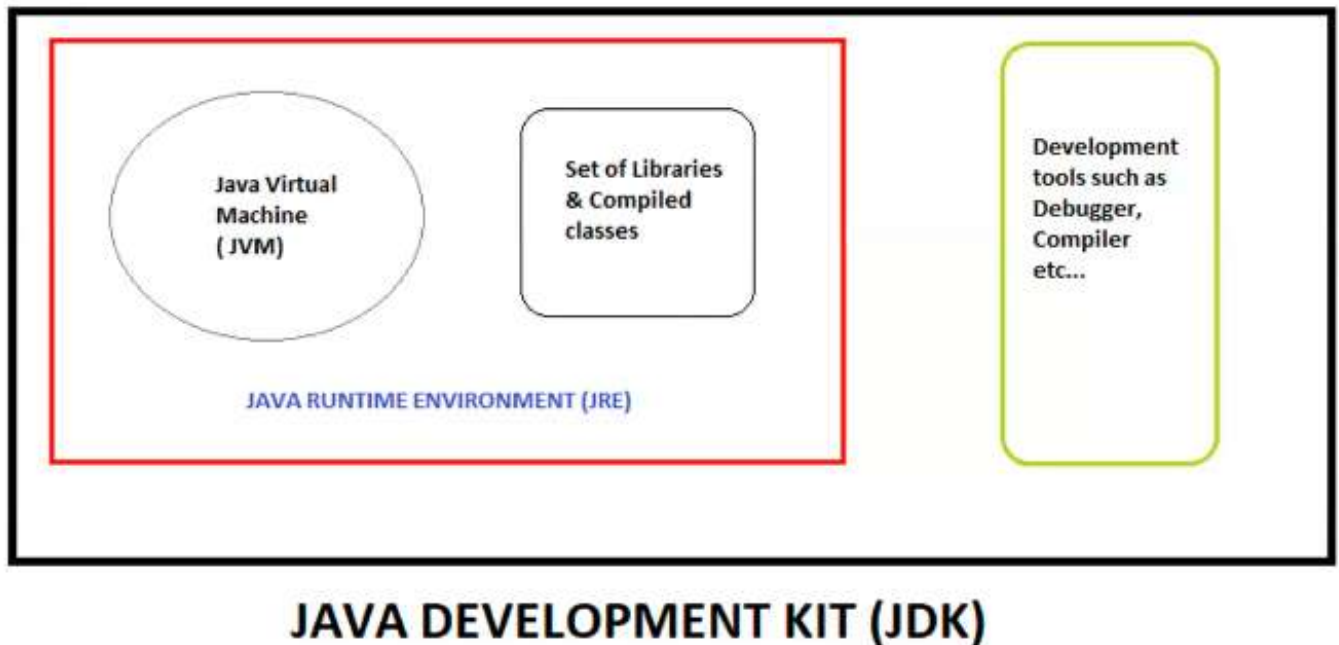 Java Virtual
Machine
( JVM)
Set of Libraries
& Compiled
classes
JAVA RUNTIME ENVIRONMENT (JRE)
Development
tools such as
Debugger,
Compiler
etc...
JAVA DEVELOPMENT KIT (JDK)